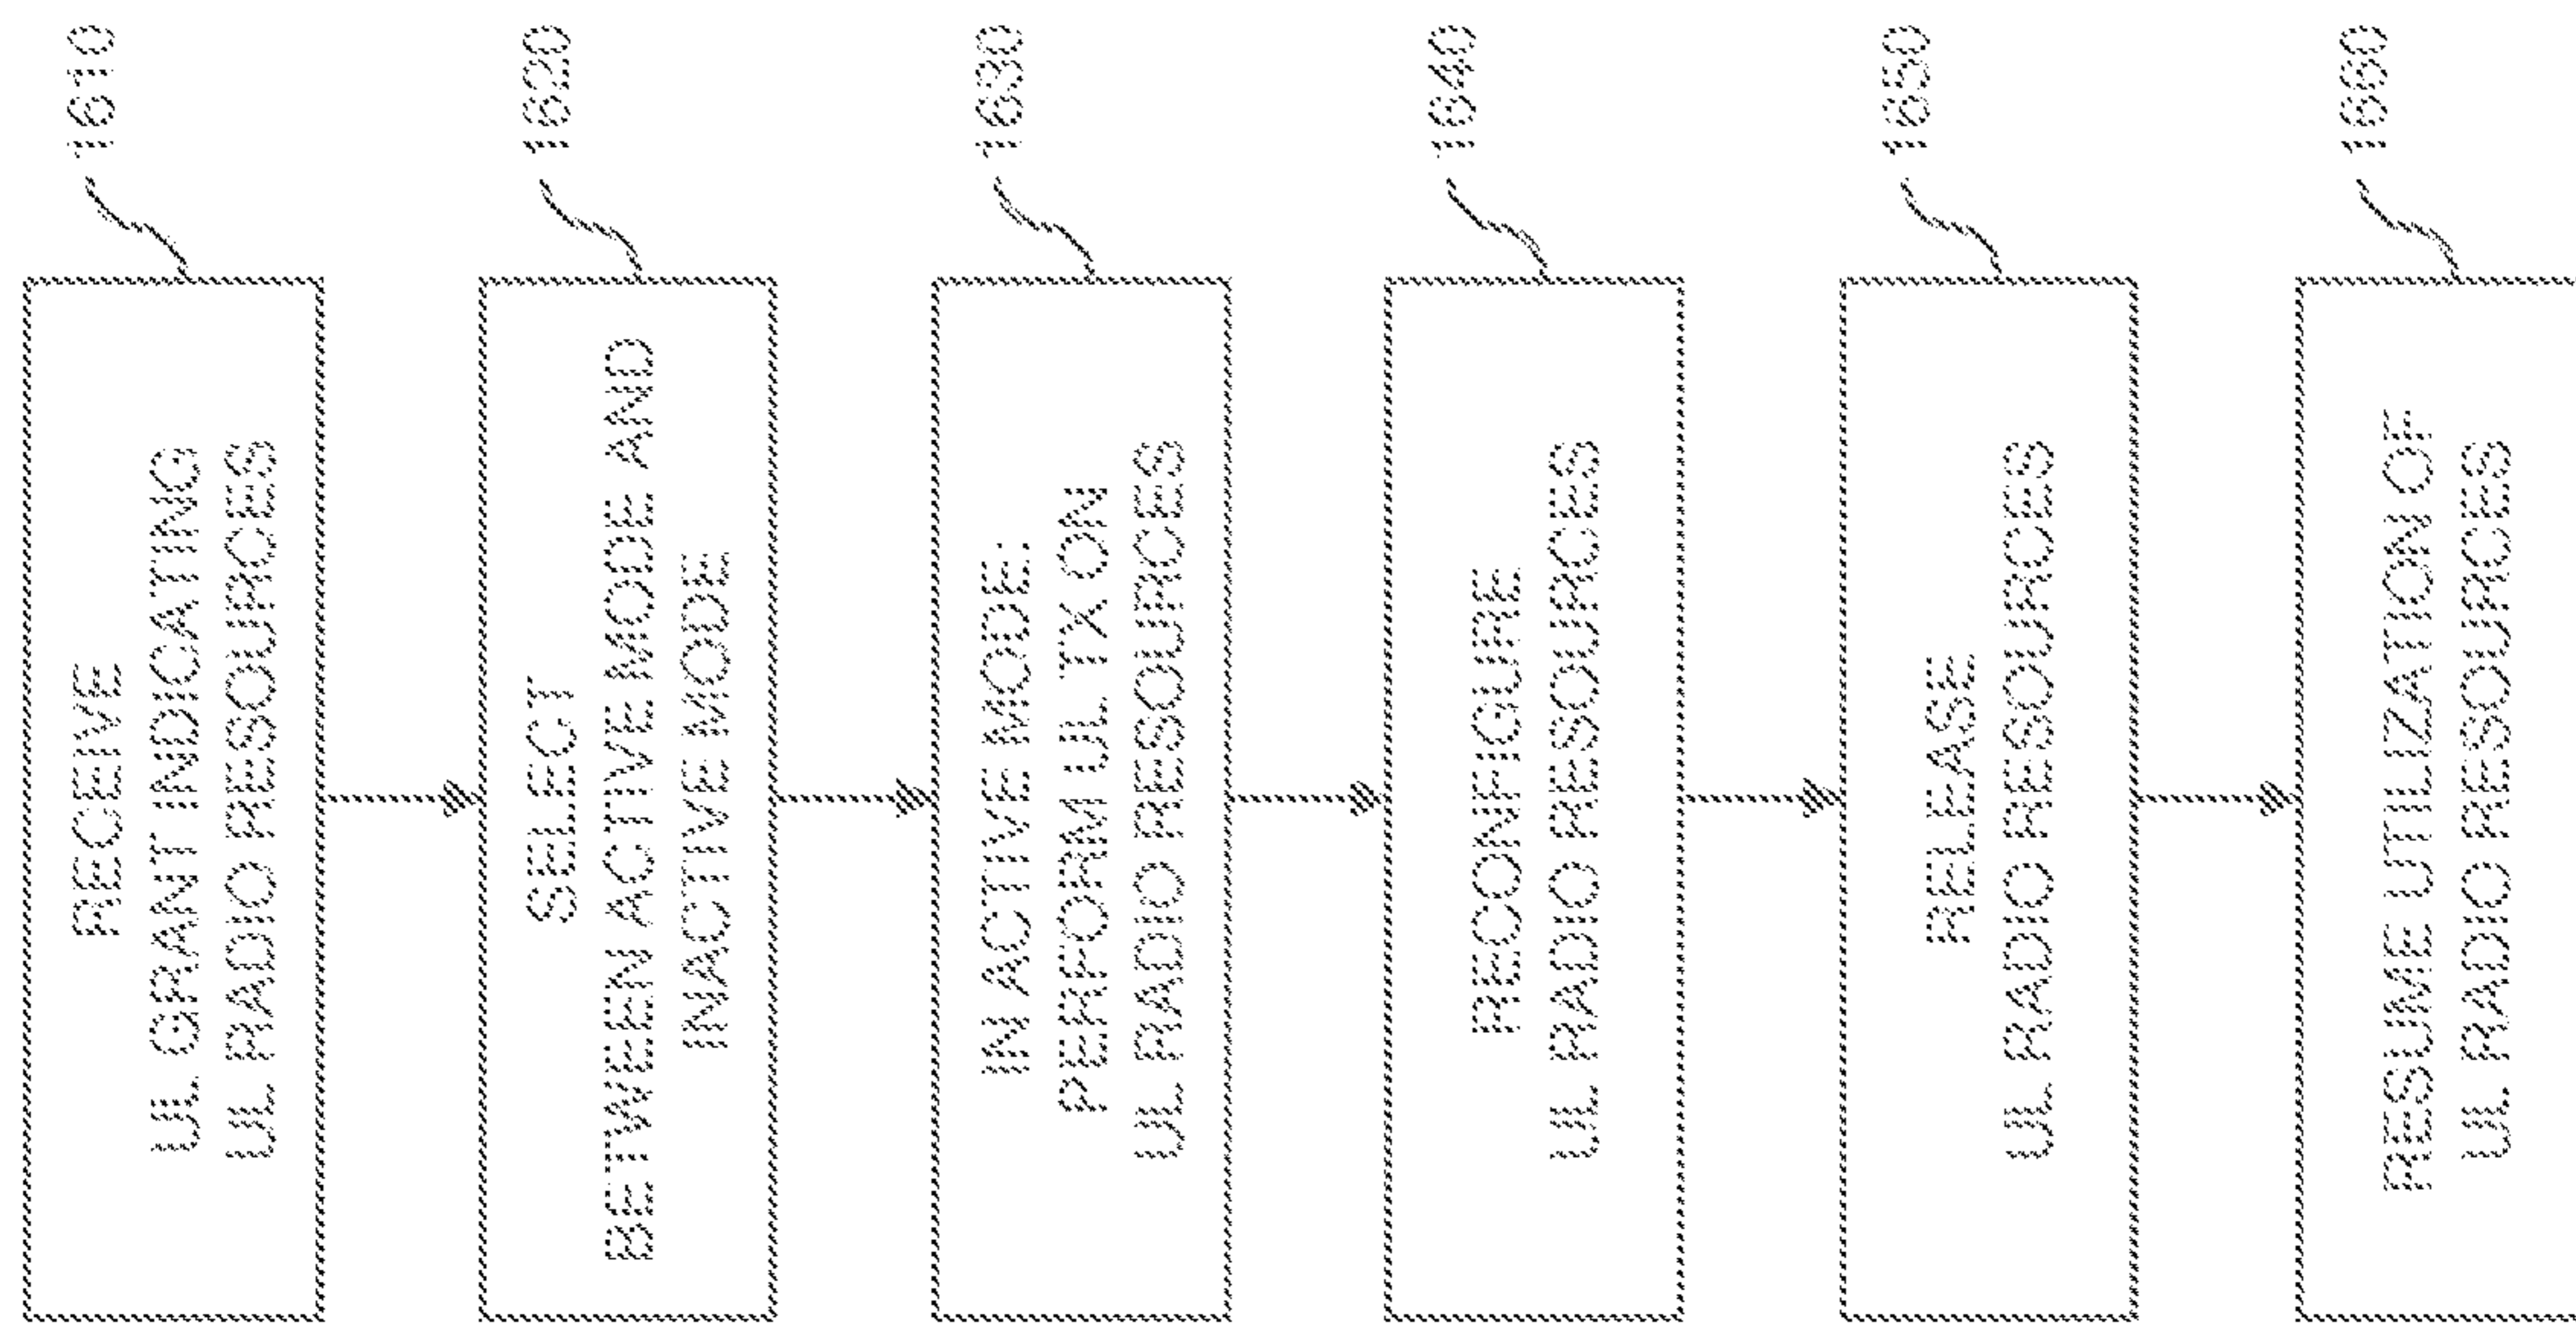 1610
RECEIVE
UL GRANT INDICATING
UL RADIO RESOURCES
1620
SELECT
BETWEEN ACTIVE MODE AND
INACTIVE MODE
1630
IN ACTIVE MODE:
PERFORM UL TX ON
UL RADIO RESOURCES
1640
RECONFIGURE
UL RADIO RESOURCES
1650
RELEASE
UL RADIO RESOURCES
1660
RESUME UTILIZATION OF
UL RADIO RESOURCES